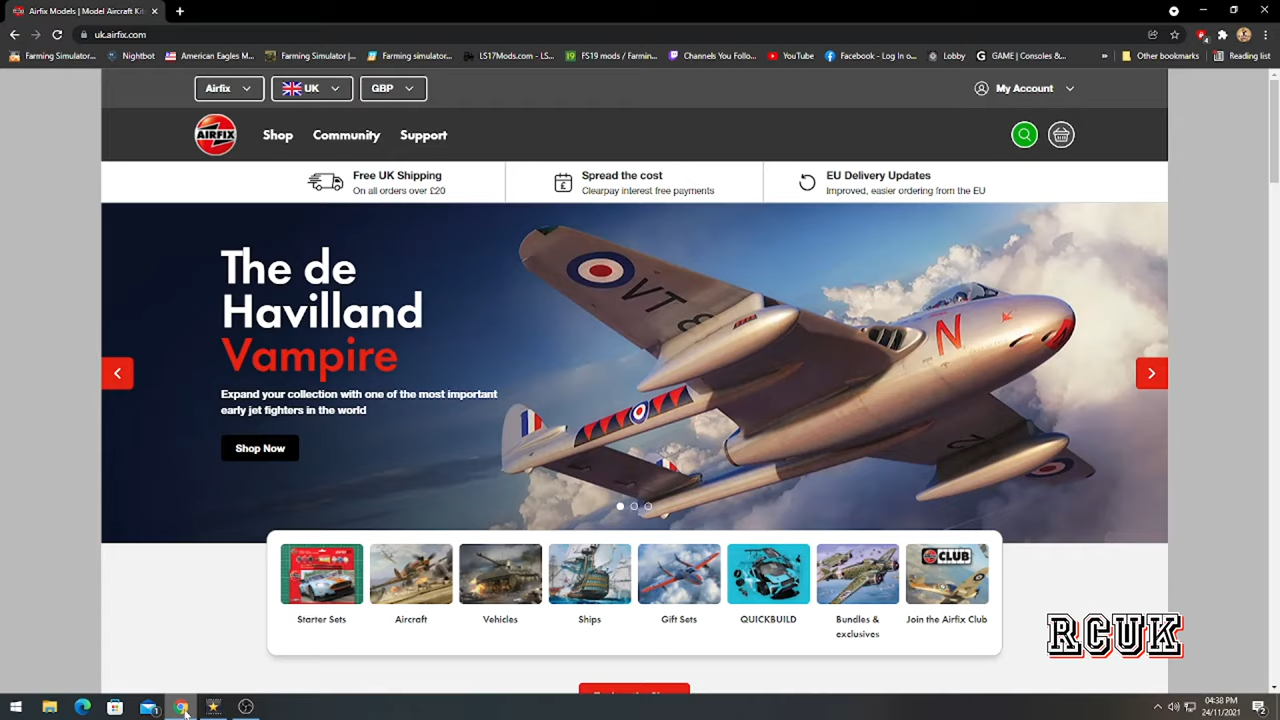 Airfix Models | Model Aircraft Kit
uk.airfix.com
Farming Simulator...
Nightbot
American Eagles M...
Farming Simulator |...
Farming simulator...
LS17Mods.com - LS...
FS19 mods / Farmin...
Twitch Channels You Follo...
YouTube
Facebook - Log In o...
Lobby
GAME | Consoles &...
»
Other bookmarks
Reading list
Airfix
UK
GBP
My Account
AIRFIX
Shop
Community
Support
Free UK Shipping
On all orders over £20
Spread the cost
Clearpay interest free payments
EU Delivery Updates
Improved, easier ordering from the EU
The de
Havilland
Vampire
Expand your collection with one of the most important
early jet fighters in the world
Shop Now
VT 8
N
Starter Sets
Aircraft
Vehicles
Ships
Gift Sets
QUICKBUILD
Bundles &
exclusives
CLUB
Join the Airfix Club
RCUK
04:38 PM
24/11/2021